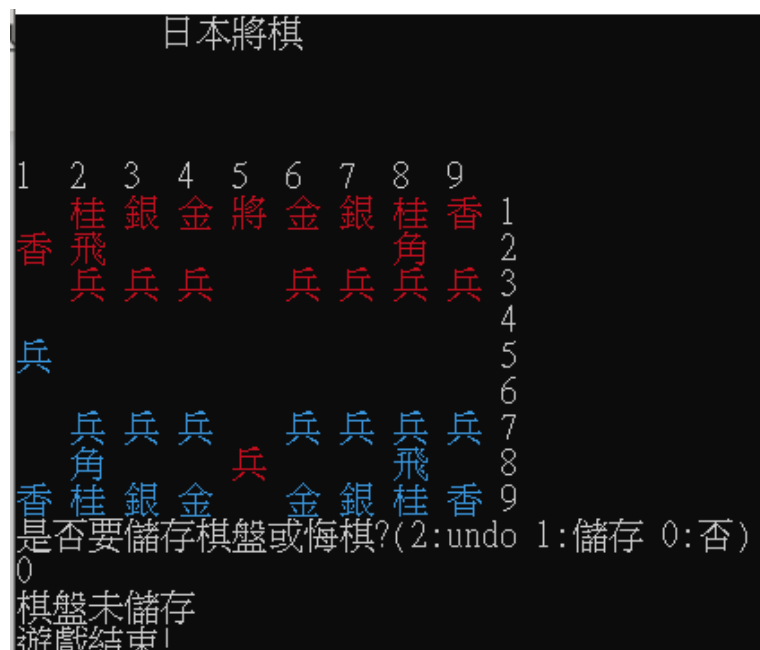 日本將棋
1 2 3 4 5 6 7 8 9
桂 銀 金 將 金 銀 桂 香 1
香 飛 角 2
兵 兵 兵 兵 兵 兵 兵 3
4
兵 5
6
兵 兵 兵 兵 兵 兵 兵 7
角 兵 飛 8
香 桂 銀 金 金 銀 桂 香 9
是否要儲存棋盤或悔棋?(2:undo 1:儲存 0:否)
0
棋盤未儲存
遊戲結束!